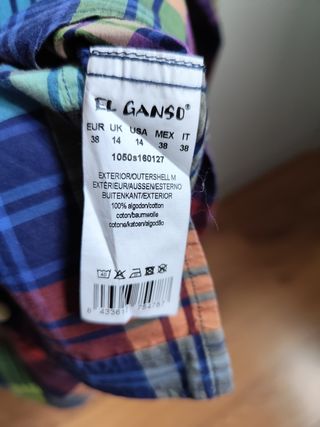 EL GANSO®
EUR UK USA MEX IT
38 14 14 38 38
1050s160127
EXTERIOR/OUTERSHELL M
EXTÉRIEUR/AUSSEN/ESTERNO
BUITENKANT/EXTERIOR
100% algodon/cotton
coton/baumwolle
cotone/katoen/algodão
40